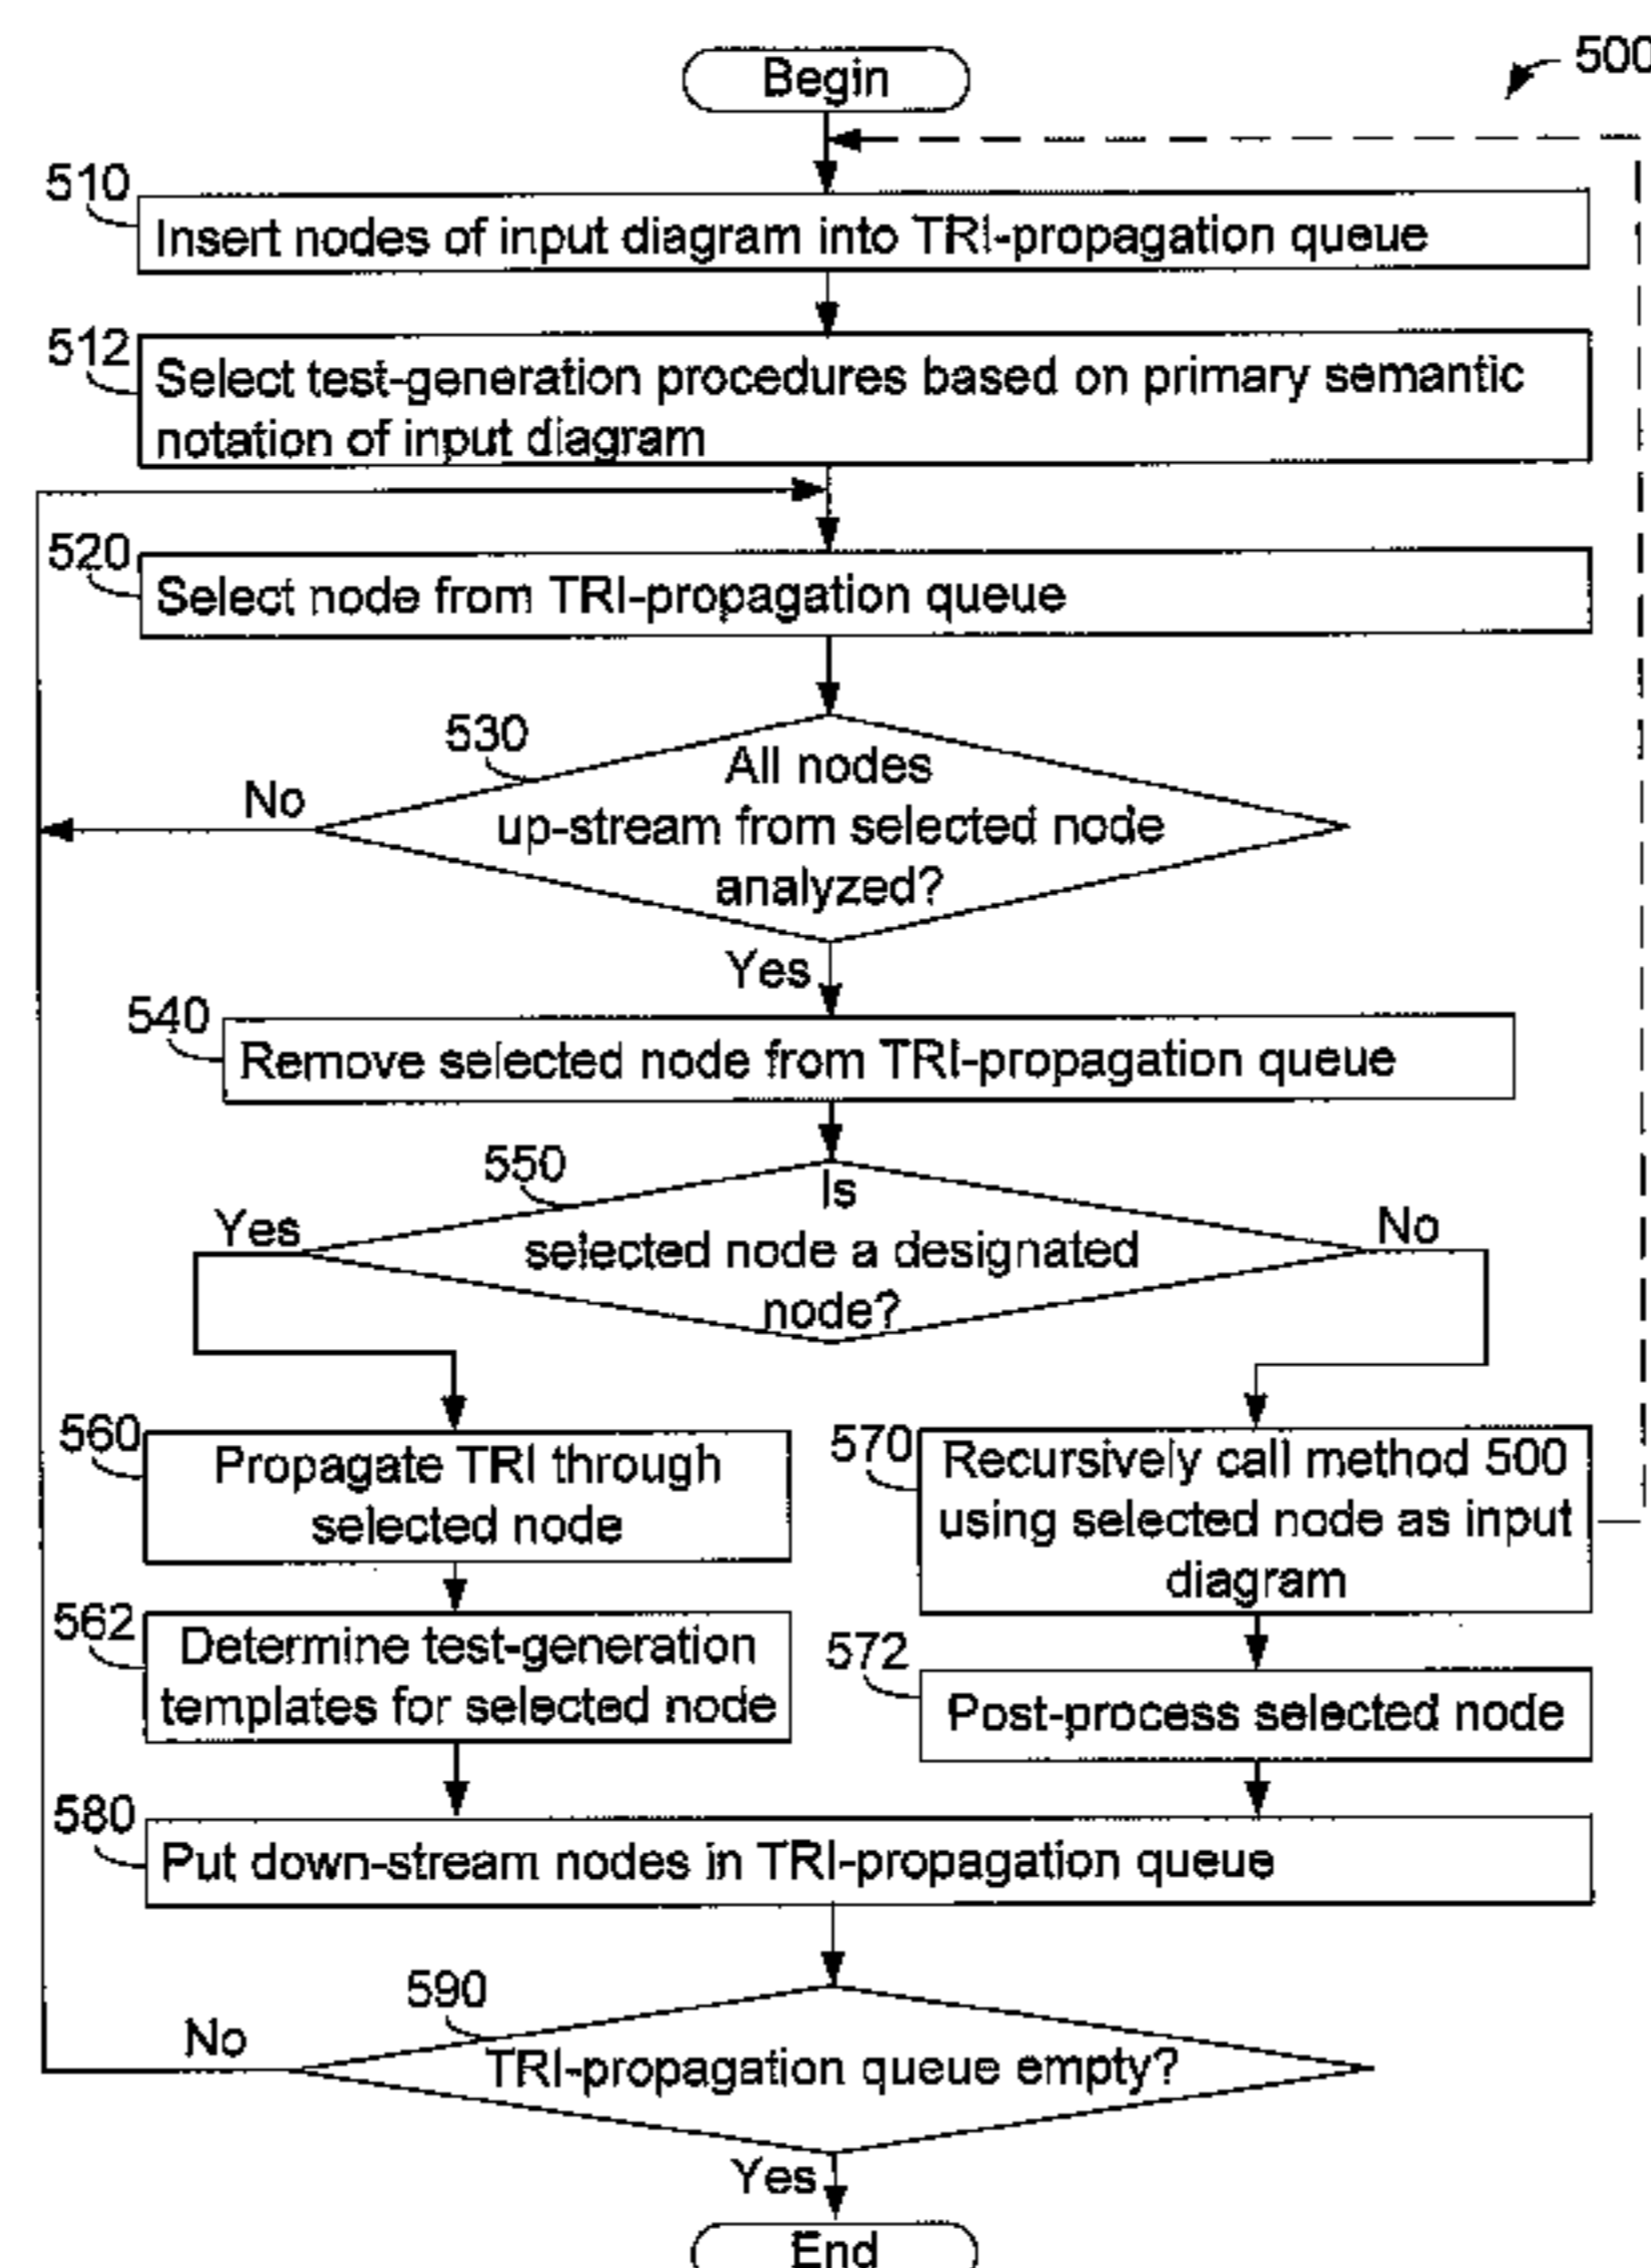 Begin
500
510
Insert nodes of input diagram into TRI-propagation queue
512
Select test-generation procedures based on primary semantic
notation of input diagram
520
Select node from TRI-propagation queue
530
All nodes
up-stream from selected node
analyzed?
No
Yes
540
Remove selected node from TRI-propagation queue
550
Is
selected node a designated
node?
Yes
No
560
Propagate TRI through
selected node
570
Recursively call method 500
using selected node as input
diagram
562
Determine test-generation
templates for selected node
572
Post-process selected node
580
Put down-stream nodes in TRI-propagation queue
590
TRI-propagation queue empty?
No
Yes
End